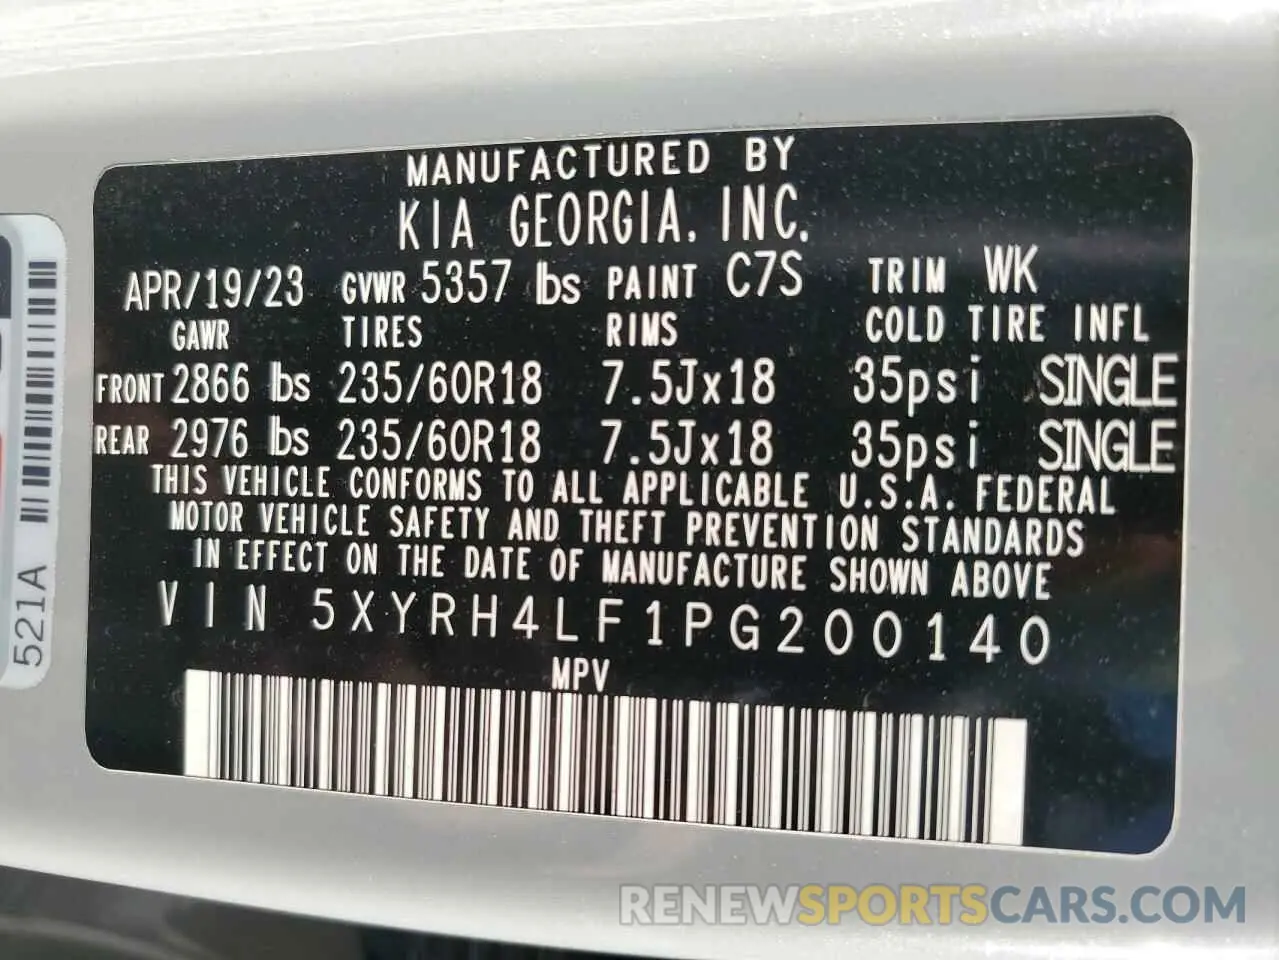 MANUFACTURED BY
KIA GEORGIA, INC.
APR/19/23 GVWR 5357 lbs PAINT C7S TRIM WK
GAWR TIRES RIMS COLD TIRE INFL
FRONT 2866 lbs 235/60R18 7.5Jx18 35psi SINGLE
REAR 2976 lbs 235/60R18 7.5Jx18 35psi SINGLE
THIS VEHICLE CONFORMS TO ALL APPLICABLE U.S.A. FEDERAL
MOTOR VEHICLE SAFETY AND THEFT PREVENTION STANDARDS
IN EFFECT ON THE DATE OF MANUFACTURE SHOWN ABOVE
VIN 5XYRH4LF1PG200140
MPV
521A
RENEWSPORTSCARS.COM